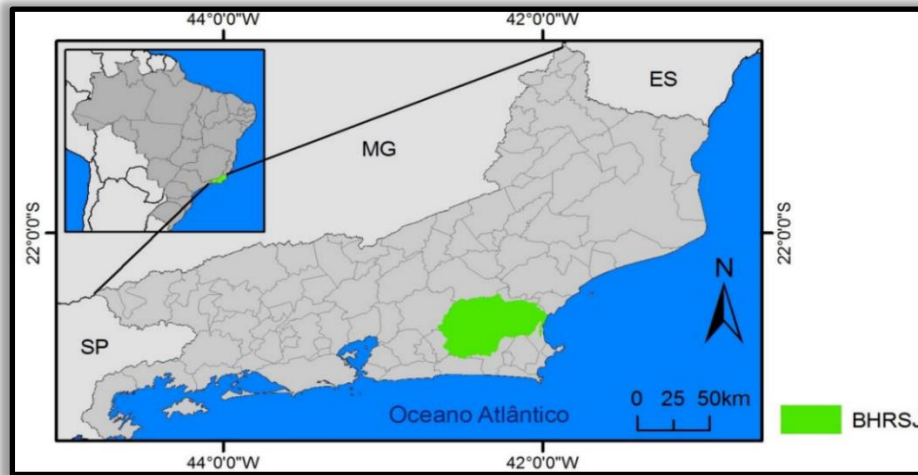 44°0'0"W
42°0'0"W
ES
MG
22°0'0"S
22°0'0"S
N
SP
0 25 50km
Oceano Atlântico
BHRSJ
44°0'0"W
42°0'0"W